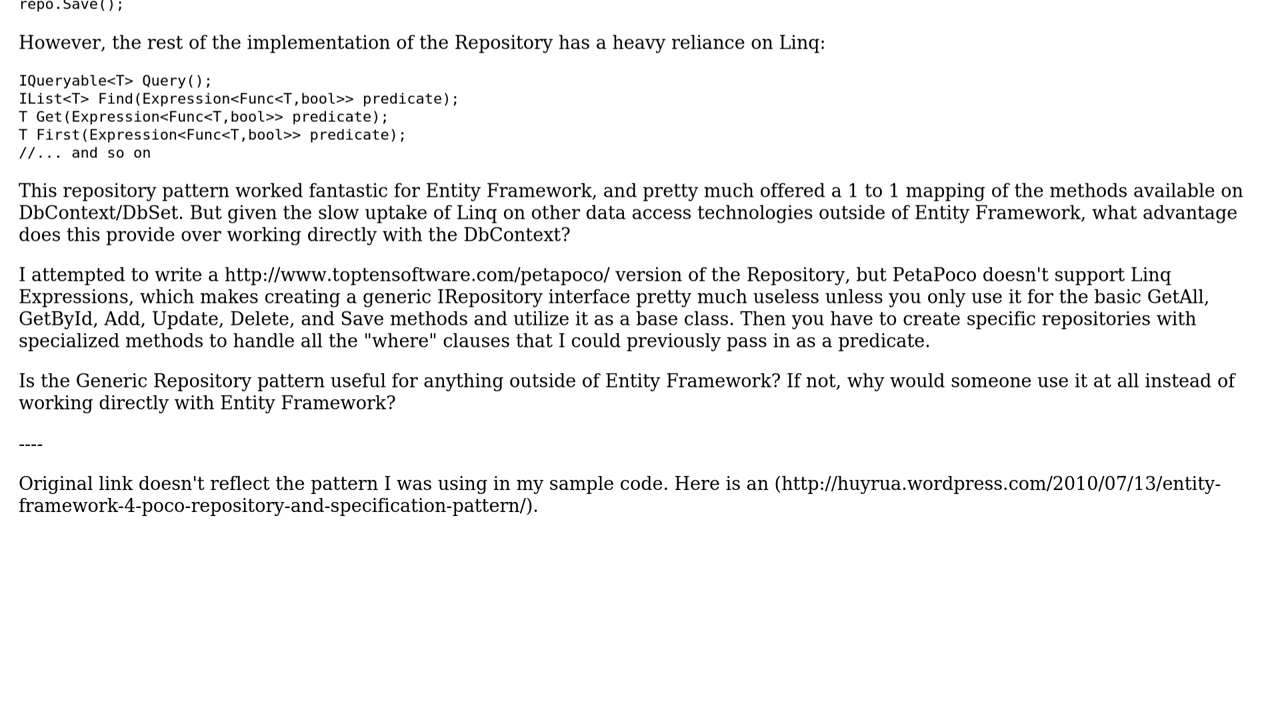 repo.Save();
However, the rest of the implementation of the Repository has a heavy reliance on Linq:
IQueryable<T> Query();
IList<T> Find(Expression<Func<T,bool>> predicate);
T Get(Expression<Func<T,bool>> predicate);
T First(Expression<Func<T,bool>> predicate);
//... and so on
This repository pattern worked fantastic for Entity Framework, and pretty much offered a 1 to 1 mapping of the methods available on
DbContext/DbSet. But given the slow uptake of Linq on other data access technologies outside of Entity Framework, what advantage
does this provide over working directly with the DbContext?
I attempted to write a http://www.toptensoftware.com/petapoco/ version of the Repository, but PetaPoco doesn't support Linq
Expressions, which makes creating a generic IRepository interface pretty much useless unless you only use it for the basic GetAll,
GetById, Add, Update, Delete, and Save methods and utilize it as a base class. Then you have to create specific repositories with
specialized methods to handle all the "where" clauses that I could previously pass in as a predicate.
Is the Generic Repository pattern useful for anything outside of Entity Framework? If not, why would someone use it at all instead of
working directly with Entity Framework?
----
Original link doesn't reflect the pattern I was using in my sample code. Here is an (http://huyrua.wordpress.com/2010/07/13/entity-
framework-4-poco-repository-and-specification-pattern/).